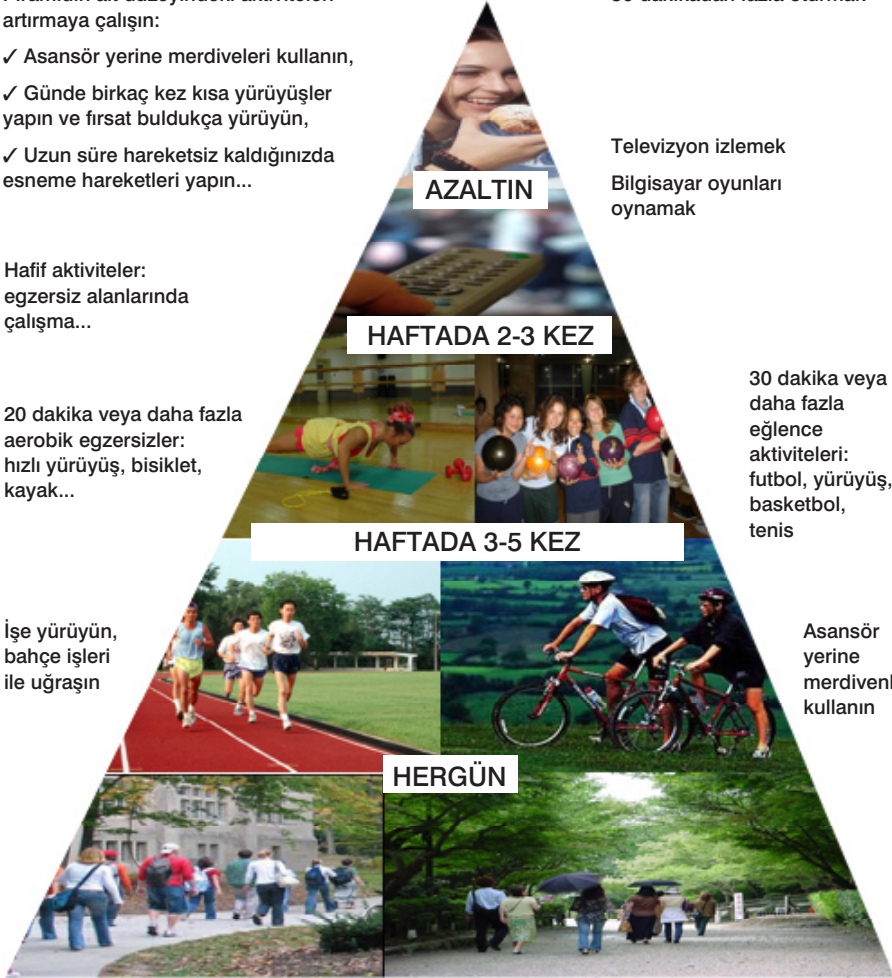 artırmaya çalışın:
✓ Asansör yerine merdiveleri kullanın,
✓ Günde birkaç kez kısa yürüyüşler
yapın ve fırsat buldukça yürüyün,
✓ Uzun süre hareketsiz kaldığınızda
esneme hareketleri yapın...
AZALTIN
Televizyon izlemek
Bilgisayar oyunları
oynamak
Hafif aktiviteler:
egzersiz alanlarında
çalışma...
HAFTADA 2-3 KEZ
20 dakika veya daha fazla
aerobik egzersizler:
hızlı yürüyüş, bisiklet,
kayak...
30 dakika veya
daha fazla
eğlence
aktiviteleri:
futbol, yürüyüş,
basketbol,
tenis
HAFTADA 3-5 KEZ
İşe yürüyün,
bahçe işleri
ile uğraşın
Asansör
yerine
kullanın
HERGÜN